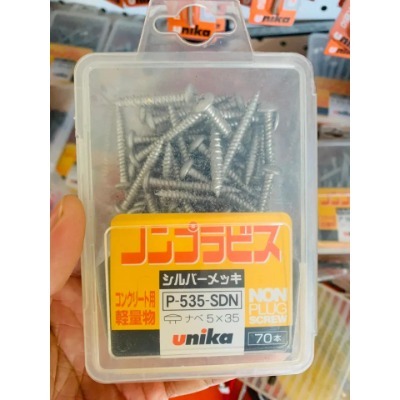 unika
ノンプラビス
シルバーメッキ
コンクリート用
軽量物
P-535-SDN
ナベ5×35
unika
NON
PLUG
SCREW
70本